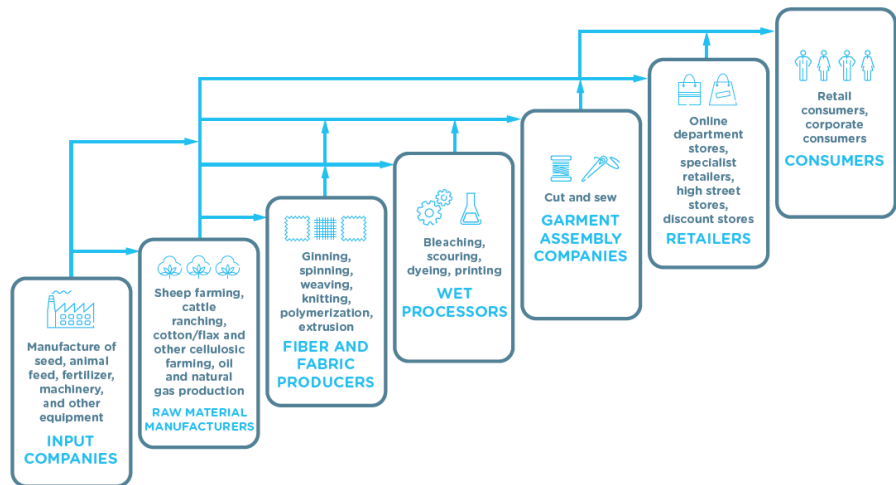 Manufacture of
seed, animal
feed, fertilizer,
machinery,
and other
equipment
INPUT
COMPANIES
Sheep farming,
cattle
ranching,
cotton/flax and
other cellulosic
farming, oil
and natural
gas production
RAW MATERIAL
MANUFACTURERS
Ginning,
spinning,
weaving,
knitting,
polymerization,
extrusion
FIBER AND
FABRIC
PRODUCERS
Bleaching,
scouring,
dyeing, printing
WET
PROCESSORS
Cut and sew
GARMENT
ASSEMBLY
COMPANIES
Online
department
stores,
specialist
retailers,
high street
stores,
discount stores
RETAILERS
Retail
consumers,
corporate
consumers
CONSUMERS